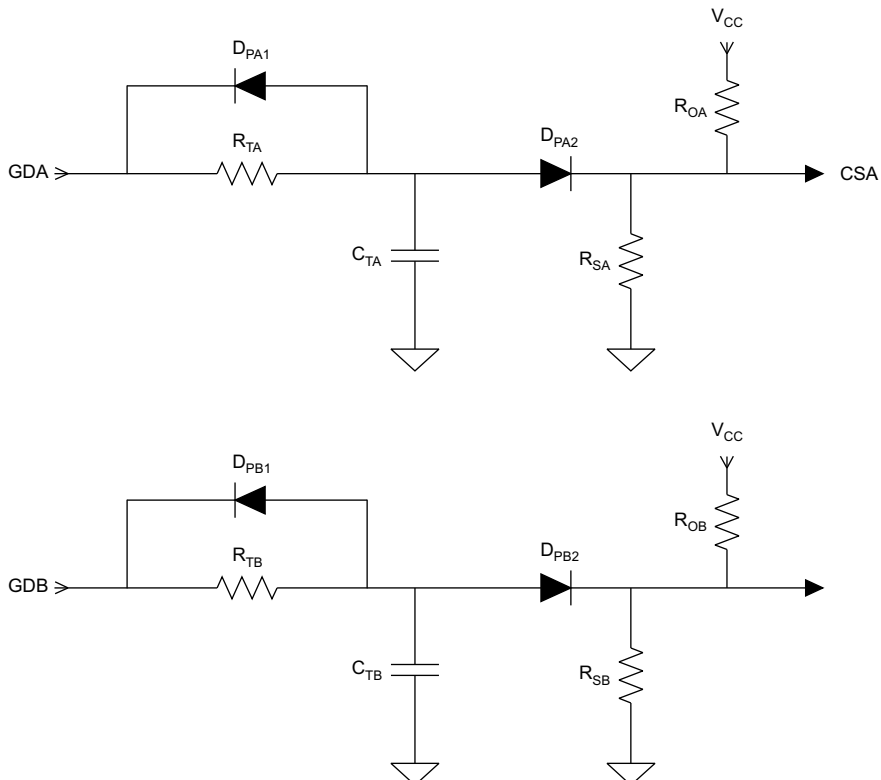 V_CC
D_PA1
R_OA
R_TA
D_PA2
GDA
CSA
C_TA
R_SA
V_CC
D_PB1
R_OB
R_TB
D_PB2
GDB
C_TB
R_SB